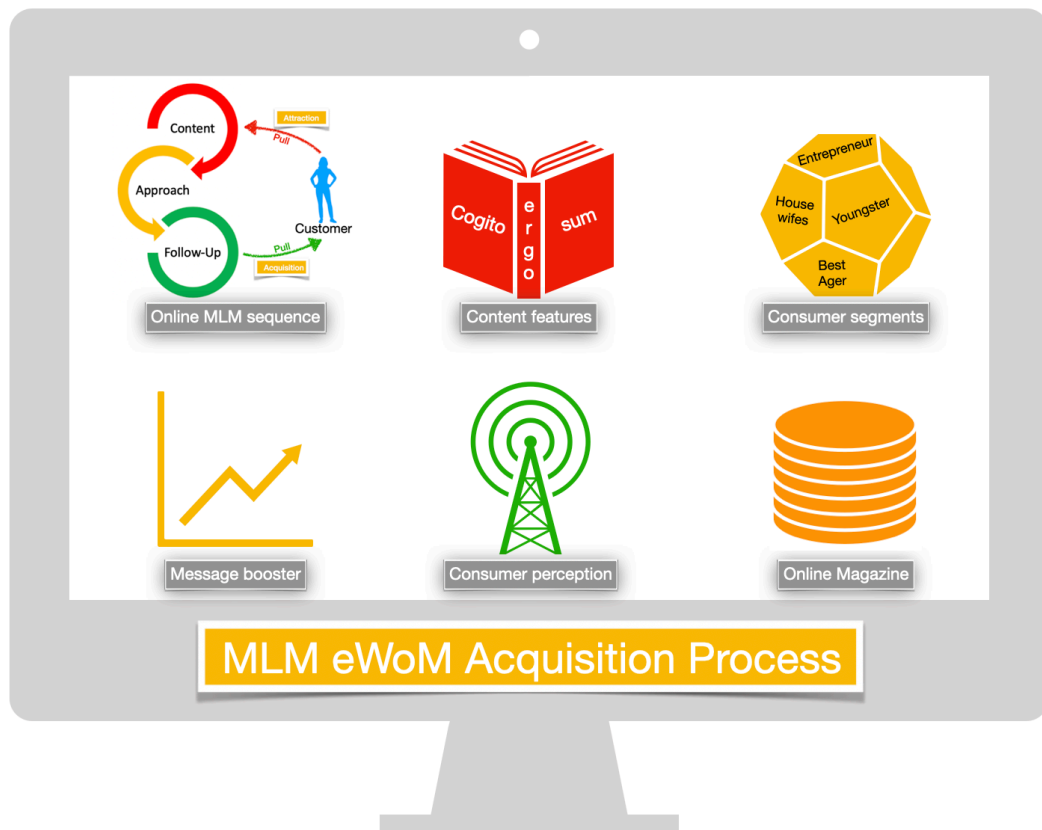 Content
Attraction
Pull
Approach
Customer
Follow-Up
Pull
Acquisition
Online MLM sequence
Cogito
ergo
sum
Content features
Entrepreneur
House
wifes
Youngster
Best
Ager
Consumer segments
Message booster
Consumer perception
Online Magazine
MLM eWoM Acquisition Process